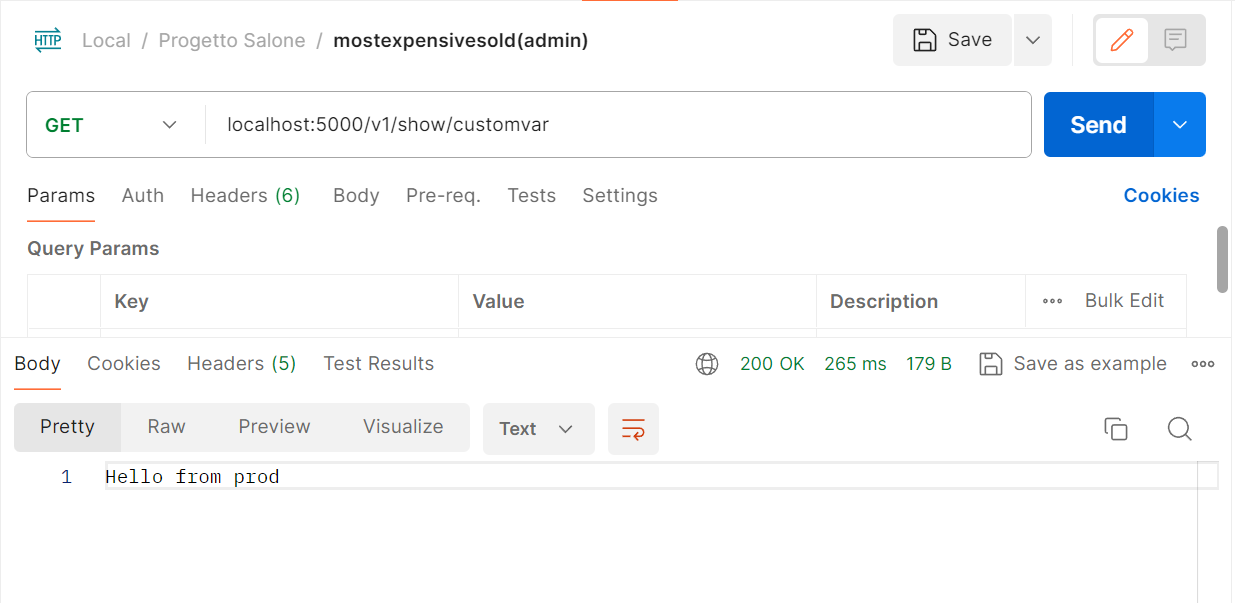 HTTP Local / Progetto Salone / mostexpensivesold(admin) Save
GET localhost:5000/v1/show/customvar Send
Params Auth Headers (6) Body Pre-req. Tests Settings Cookies
Query Params
Key Value Description Bulk Edit
Body Cookies Headers (5) Test Results 200 OK 265 ms 179 B Save as example
Pretty Raw Preview Visualize Text
1 Hello from prod